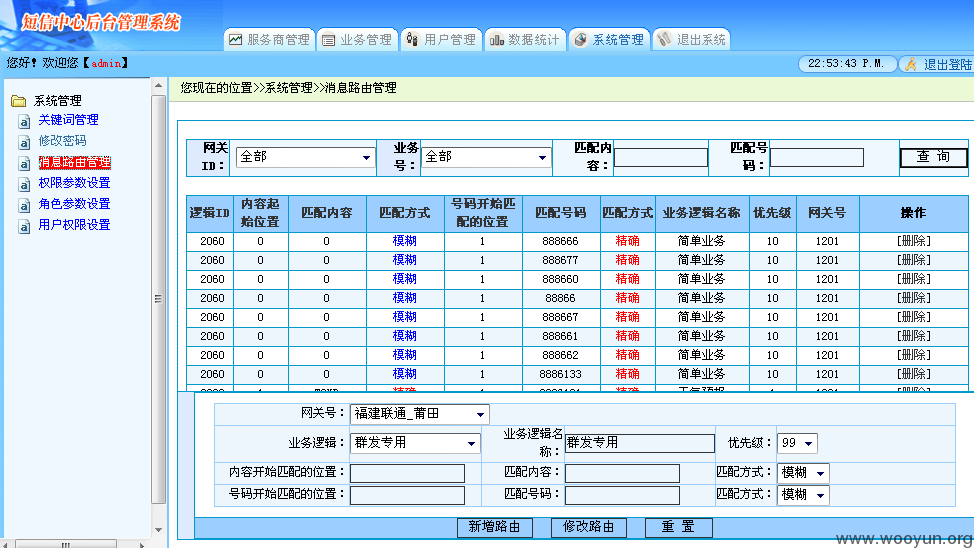 短信中心后台管理系统
服务商管理 业务管理 用户管理 数据统计 系统管理 退出系统
您好! 欢迎您【admin】 22:53:43 P.M. 退出登陆
系统管理
关键词管理
修改密码
消息路由管理
权限参数设置
角色参数设置
用户权限设置
您现在的位置>>系统管理>>消息路由管理
网关ID: 全部 业务号: 全部 匹配内容: 匹配号码: 查 询
逻辑ID 内容起始位置 匹配内容 匹配方式 号码开始匹配的位置 匹配号码 匹配方式 业务逻辑名称 优先级 网关号 操作
2060 0 0 模糊 1 888666 精确 简单业务 10 1201 [删除]
2060 0 0 模糊 1 888677 精确 简单业务 10 1201 [删除]
2060 0 0 模糊 1 888660 精确 简单业务 10 1201 [删除]
2060 0 0 模糊 1 88866 精确 简单业务 10 1201 [删除]
2060 0 0 模糊 1 888667 精确 简单业务 10 1201 [删除]
2060 0 0 模糊 1 888661 精确 简单业务 10 1201 [删除]
2060 0 0 模糊 1 888662 精确 简单业务 10 1201 [删除]
2060 0 0 模糊 1 8886133 精确 简单业务 10 1201 [删除]
网关号: 福建联通_莆田
业务逻辑: 群发专用 业务逻辑名称: 群发专用 优先级: 99
内容开始匹配的位置: 匹配内容: 匹配方式: 模糊
号码开始匹配的位置: 匹配号码: 匹配方式: 模糊
新增路由 修改路由 重 置
www.wooyun.org